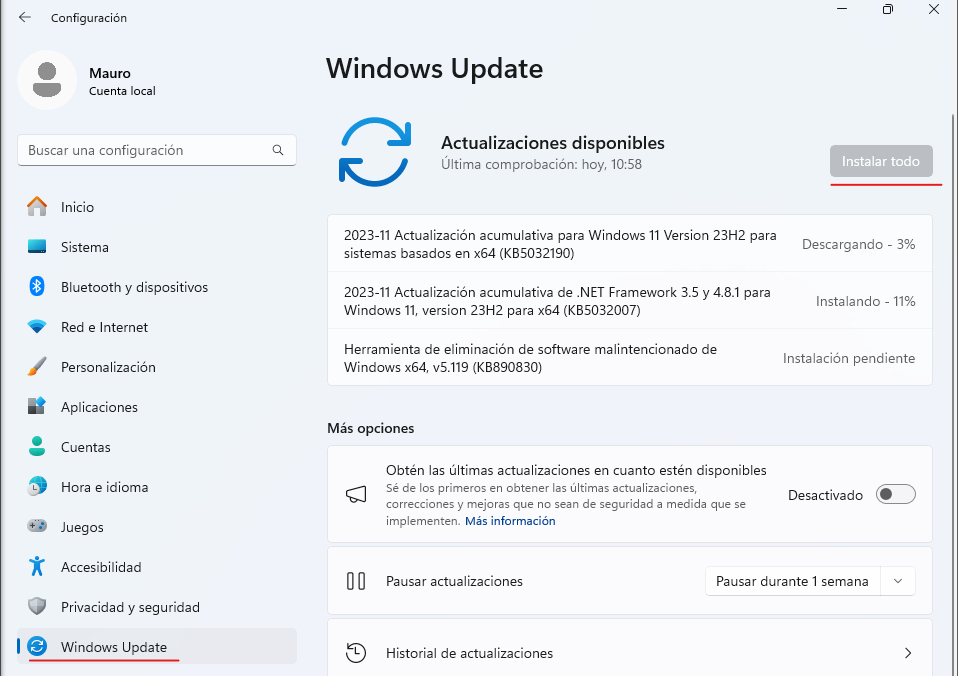 Configuración
Mauro
Cuenta local
Buscar una configuración
Inicio
Sistema
Bluetooth y dispositivos
Red e Internet
Personalización
Aplicaciones
Cuentas
Hora e idioma
Juegos
Accesibilidad
Privacidad y seguridad
Windows Update
Windows Update
Actualizaciones disponibles
Última comprobación: hoy, 10:58
Instalar todo
2023-11 Actualización acumulativa para Windows 11 Version 23H2 para
sistemas basados en x64 (KB5032190)
Descargando - 3%
2023-11 Actualización acumulativa de .NET Framework 3.5 y 4.8.1 para
Windows 11, version 23H2 para x64 (KB5032007)
Instalando - 11%
Herramienta de eliminación de software malintencionado de
Windows x64, v5.119 (KB890830)
Instalación pendiente
Más opciones
Obtén las últimas actualizaciones en cuanto estén disponibles
Sé de los primeros en obtener las últimas actualizaciones,
correcciones y mejoras que no sean de seguridad a medida que se
implementen. Más información
Desactivado
Pausar actualizaciones
Pausar durante 1 semana
Historial de actualizaciones